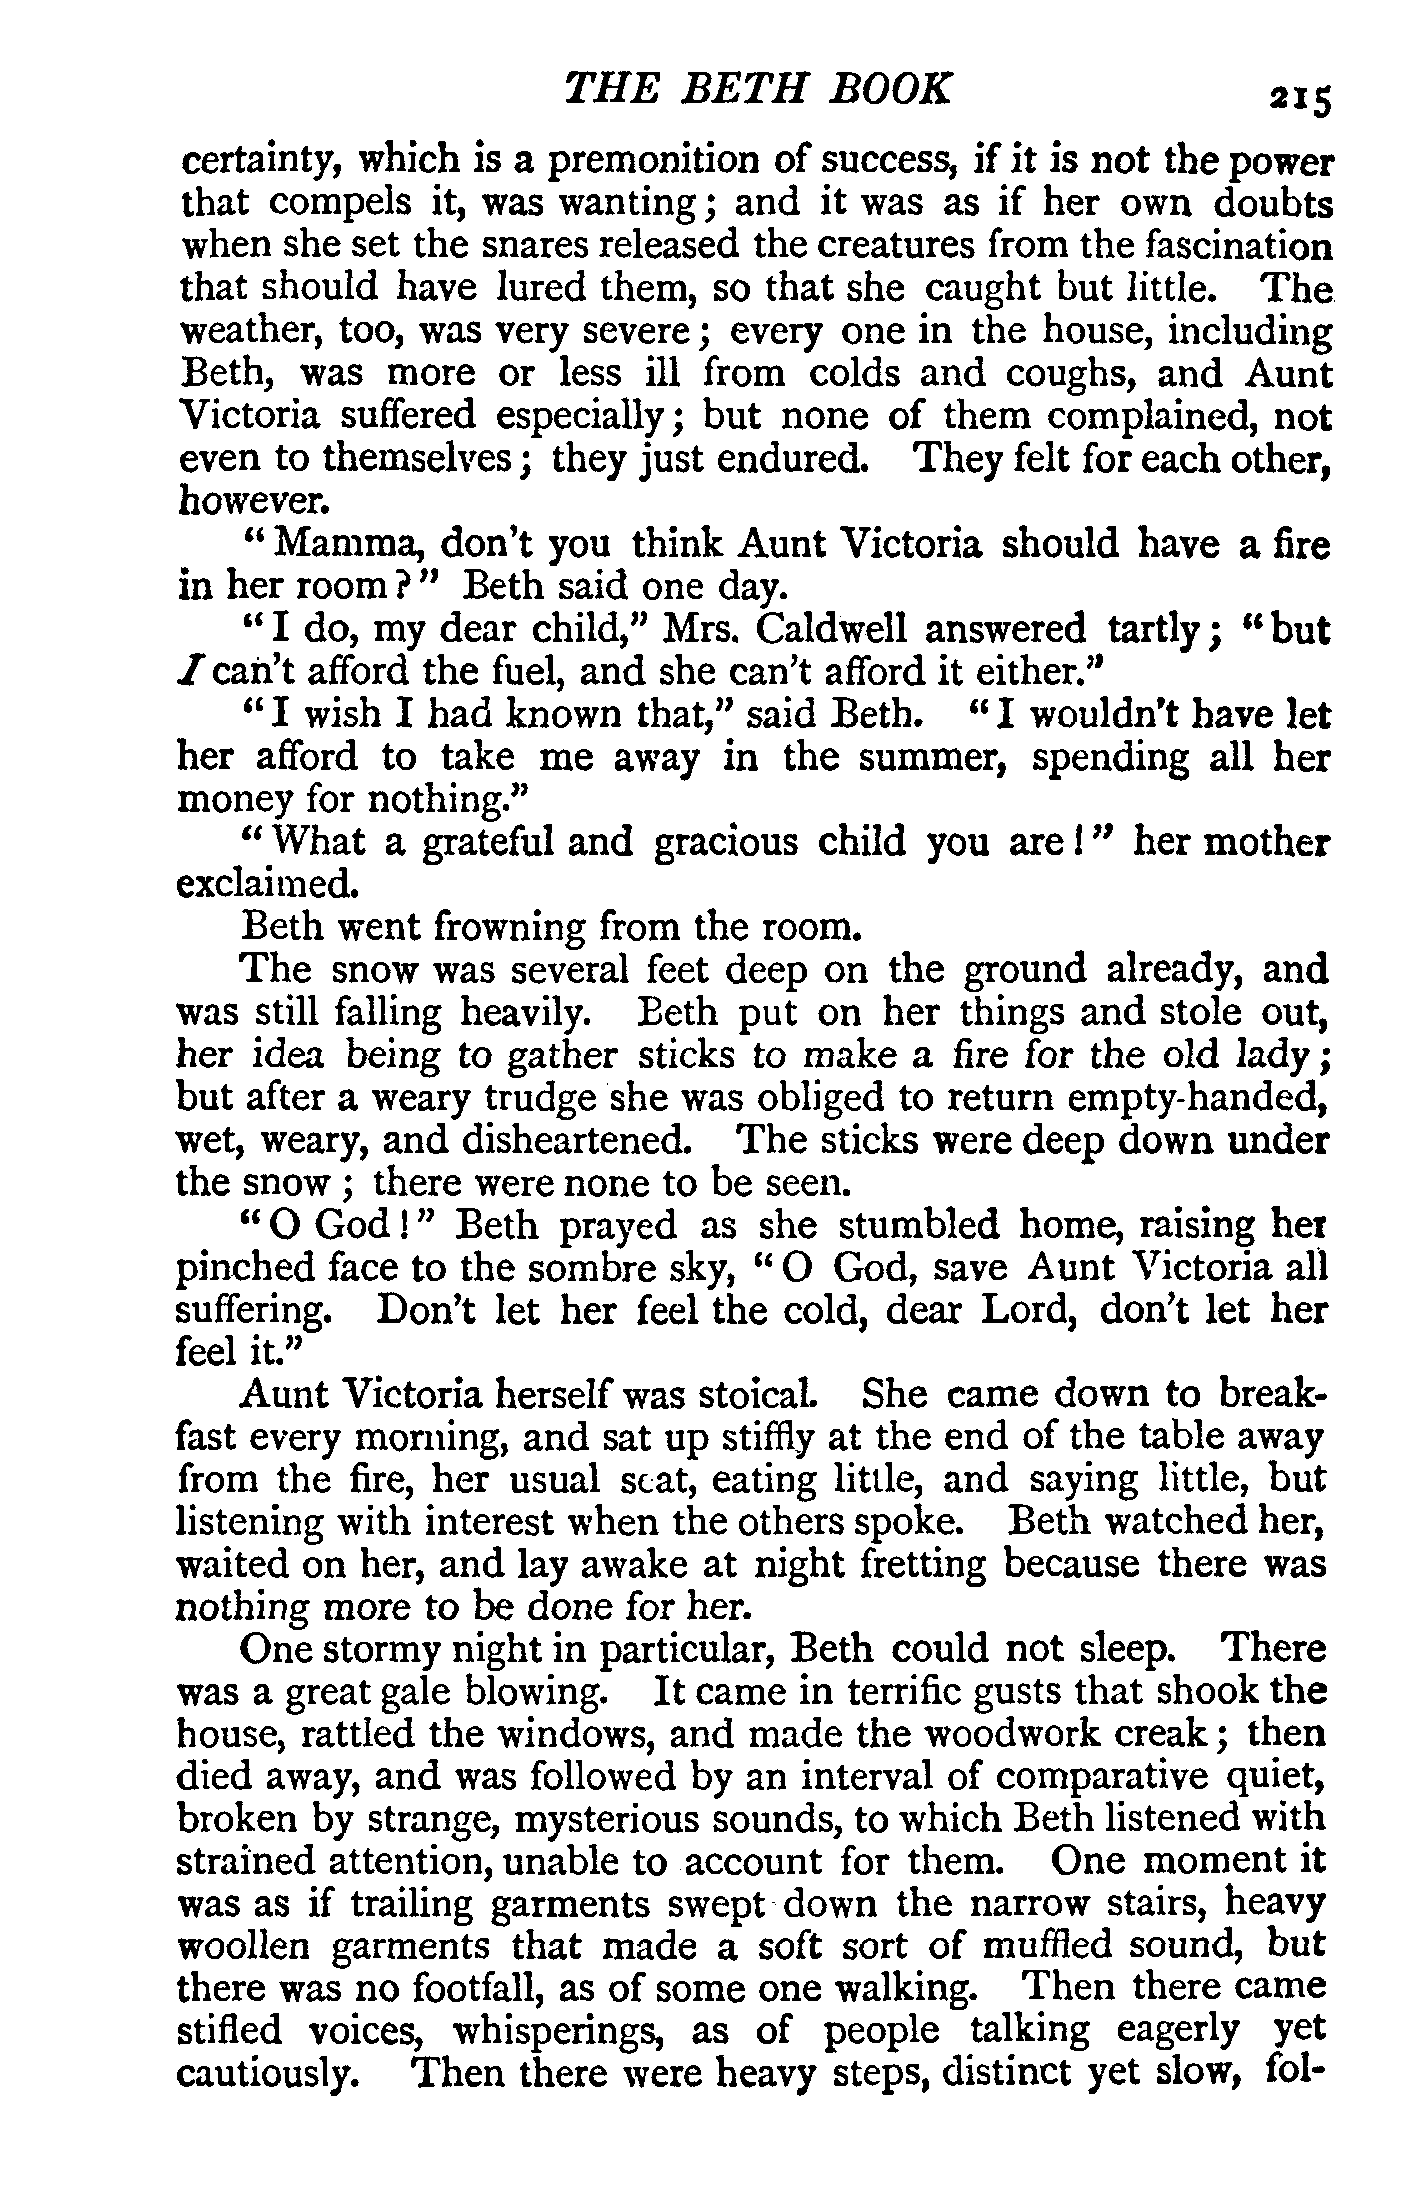 THE BETH BOOK 215
certainty, which is a premonition of success, if it is not the power
that compels it, was wanting; and it was as if her own doubts
when she set the snares released the creatures from the fascination
that should have lured them, so that she caught but little. The
weather, too, was very severe; every one in the house, including
Beth, was more or less ill from colds and coughs, and Aunt
Victoria suffered especially; but none of them complained, not
even to themselves; they just endured. They felt for each other,
however.
"Mamma, don't you think Aunt Victoria should have a fire
in her room?" Beth said one day.
"I do, my dear child," Mrs. Caldwell answered tartly; "but
I can't afford the fuel, and she can't afford it either."
"I wish I had known that," said Beth. "I wouldn't have let
her afford to take me away in the summer, spending all her
money for nothing."
"What a grateful and gracious child you are!" her mother
exclaimed.
Beth went frowning from the room.
The snow was several feet deep on the ground already, and
was still falling heavily. Beth put on her things and stole out,
her idea being to gather sticks to make a fire for the old lady;
but after a weary trudge she was obliged to return empty-handed,
wet, weary, and disheartened. The sticks were deep down under
the snow; there were none to be seen.
"O God!" Beth prayed as she stumbled home, raising her
pinched face to the sombre sky, "O God, save Aunt Victoria all
suffering. Don't let her feel the cold, dear Lord, don't let her
feel it."
Aunt Victoria herself was stoical. She came down to break-
fast every morning, and sat up stiffly at the end of the table away
from the fire, her usual seat, eating little, and saying little, but
listening with interest when the others spoke. Beth watched her,
waited on her, and lay awake at night fretting because there was
nothing more to be done for her.
One stormy night in particular, Beth could not sleep. There
was a great gale blowing. It came in terrific gusts that shook the
house, rattled the windows, and made the woodwork creak; then
died away, and was followed by an interval of comparative quiet,
broken by strange, mysterious sounds, to which Beth listened with
strained attention, unable to account for them. One moment it
was as if trailing garments swept down the narrow stairs, heavy
woollen garments that made a soft sort of muffled sound, but
there was no footfall, as of some one walking. Then there came
stifled voices, whisperings, as of people talking eagerly yet
cautiously. Then there were heavy steps, distinct yet slow, fol-